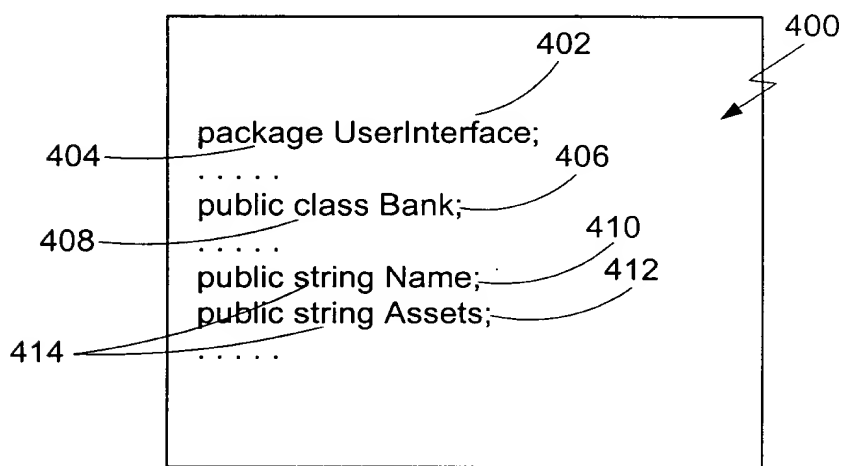 402
400
package UserInterface;
404
. . . . .
406
public class Bank;
408
. . . . .
410
public string Name;
412
public string Assets;
414
. . . . .